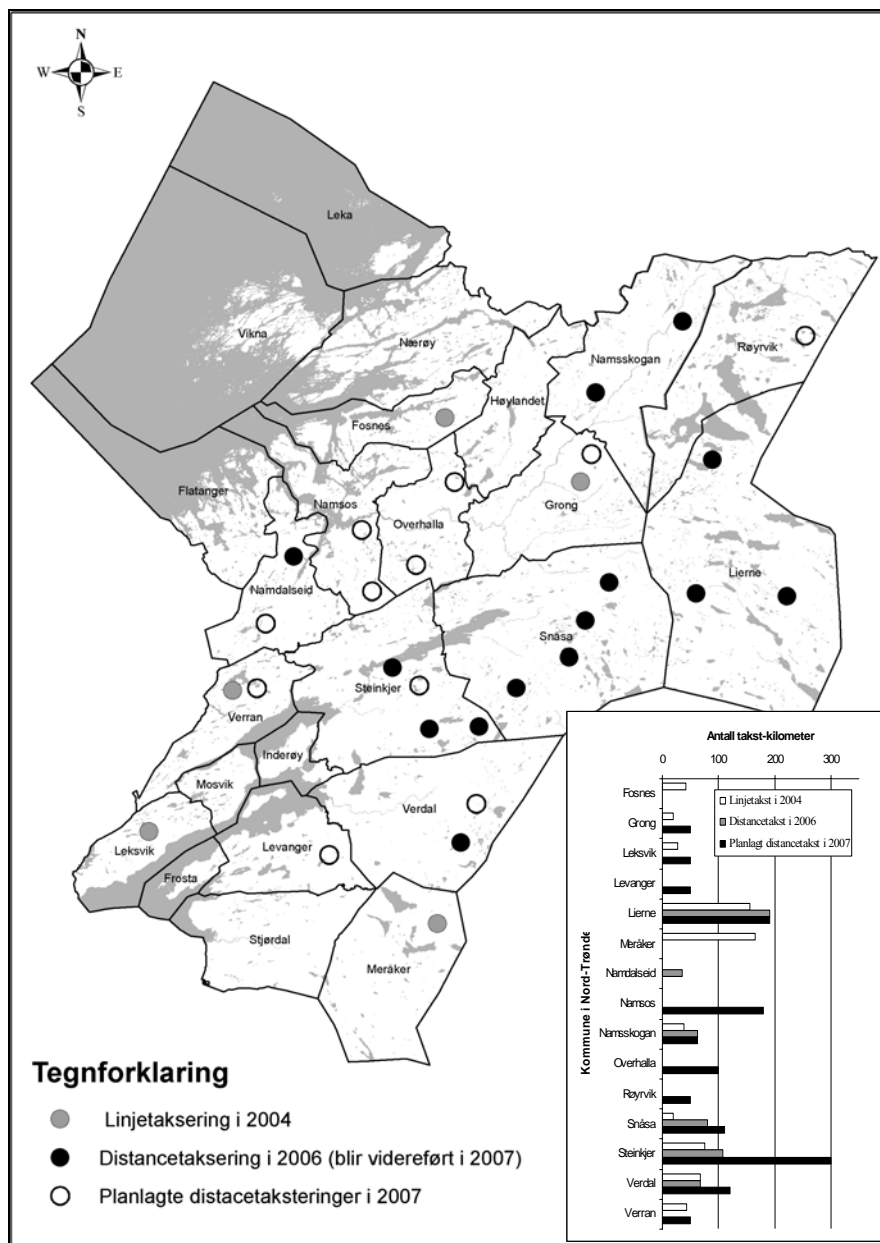 N
W E
S
Leka
Vikna
Nærøy
Namsskogan
Røyrvik
Høylandet
Fosnes
Flatanger
Namsos
Overhalla
Grong
Lierne
Namdalseid
Snåsa
Steinkjer
Verran
Inderøy
Mosvik
Verdal
Leksvik
Levanger
Frosta
Stjørdal
Meråker
Tegnforklaring
Linjetaksering i 2004
Distancetaksering i 2006 (blir videreført i 2007)
Planlagte distacetaksteringer i 2007
Antall takst-kilometer
0 100 200 300
Linjetakst i 2004
Distancetakst i 2006
Planlagt distancetakst i 2007
Kommune i Nord-Trønde
Fosnes
Grong
Leksvik
Levanger
Lierne
Meråker
Namdalseid
Namsos
Namsskogan
Overhalla
Røyrvik
Snåsa
Steinkjer
Verdal
Verran